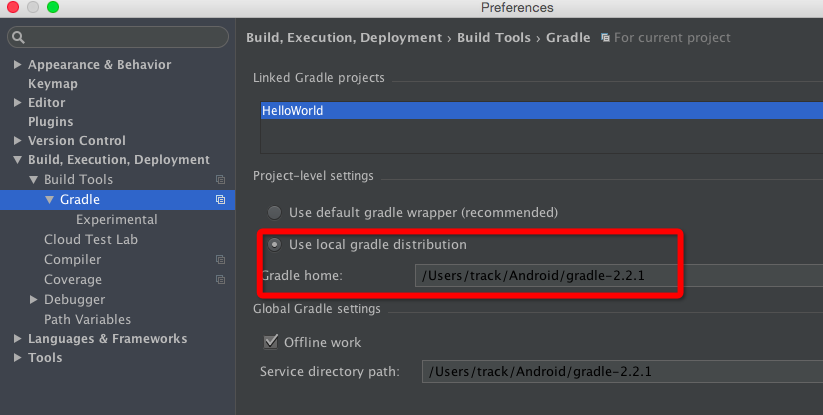 Preferences
Build, Execution, Deployment › Build Tools › Gradle For current project
Appearance & Behavior
Keymap
Editor
Plugins
Version Control
Build, Execution, Deployment
Build Tools
Gradle
Experimental
Cloud Test Lab
Compiler
Coverage
Debugger
Path Variables
Languages & Frameworks
Tools
Linked Gradle projects
HelloWorld
Project-level settings
Use default gradle wrapper (recommended)
Use local gradle distribution
Gradle home: /Users/track/Android/gradle-2.2.1
Global Gradle settings
Offline work
Service directory path: /Users/track/Android/gradle-2.2.1